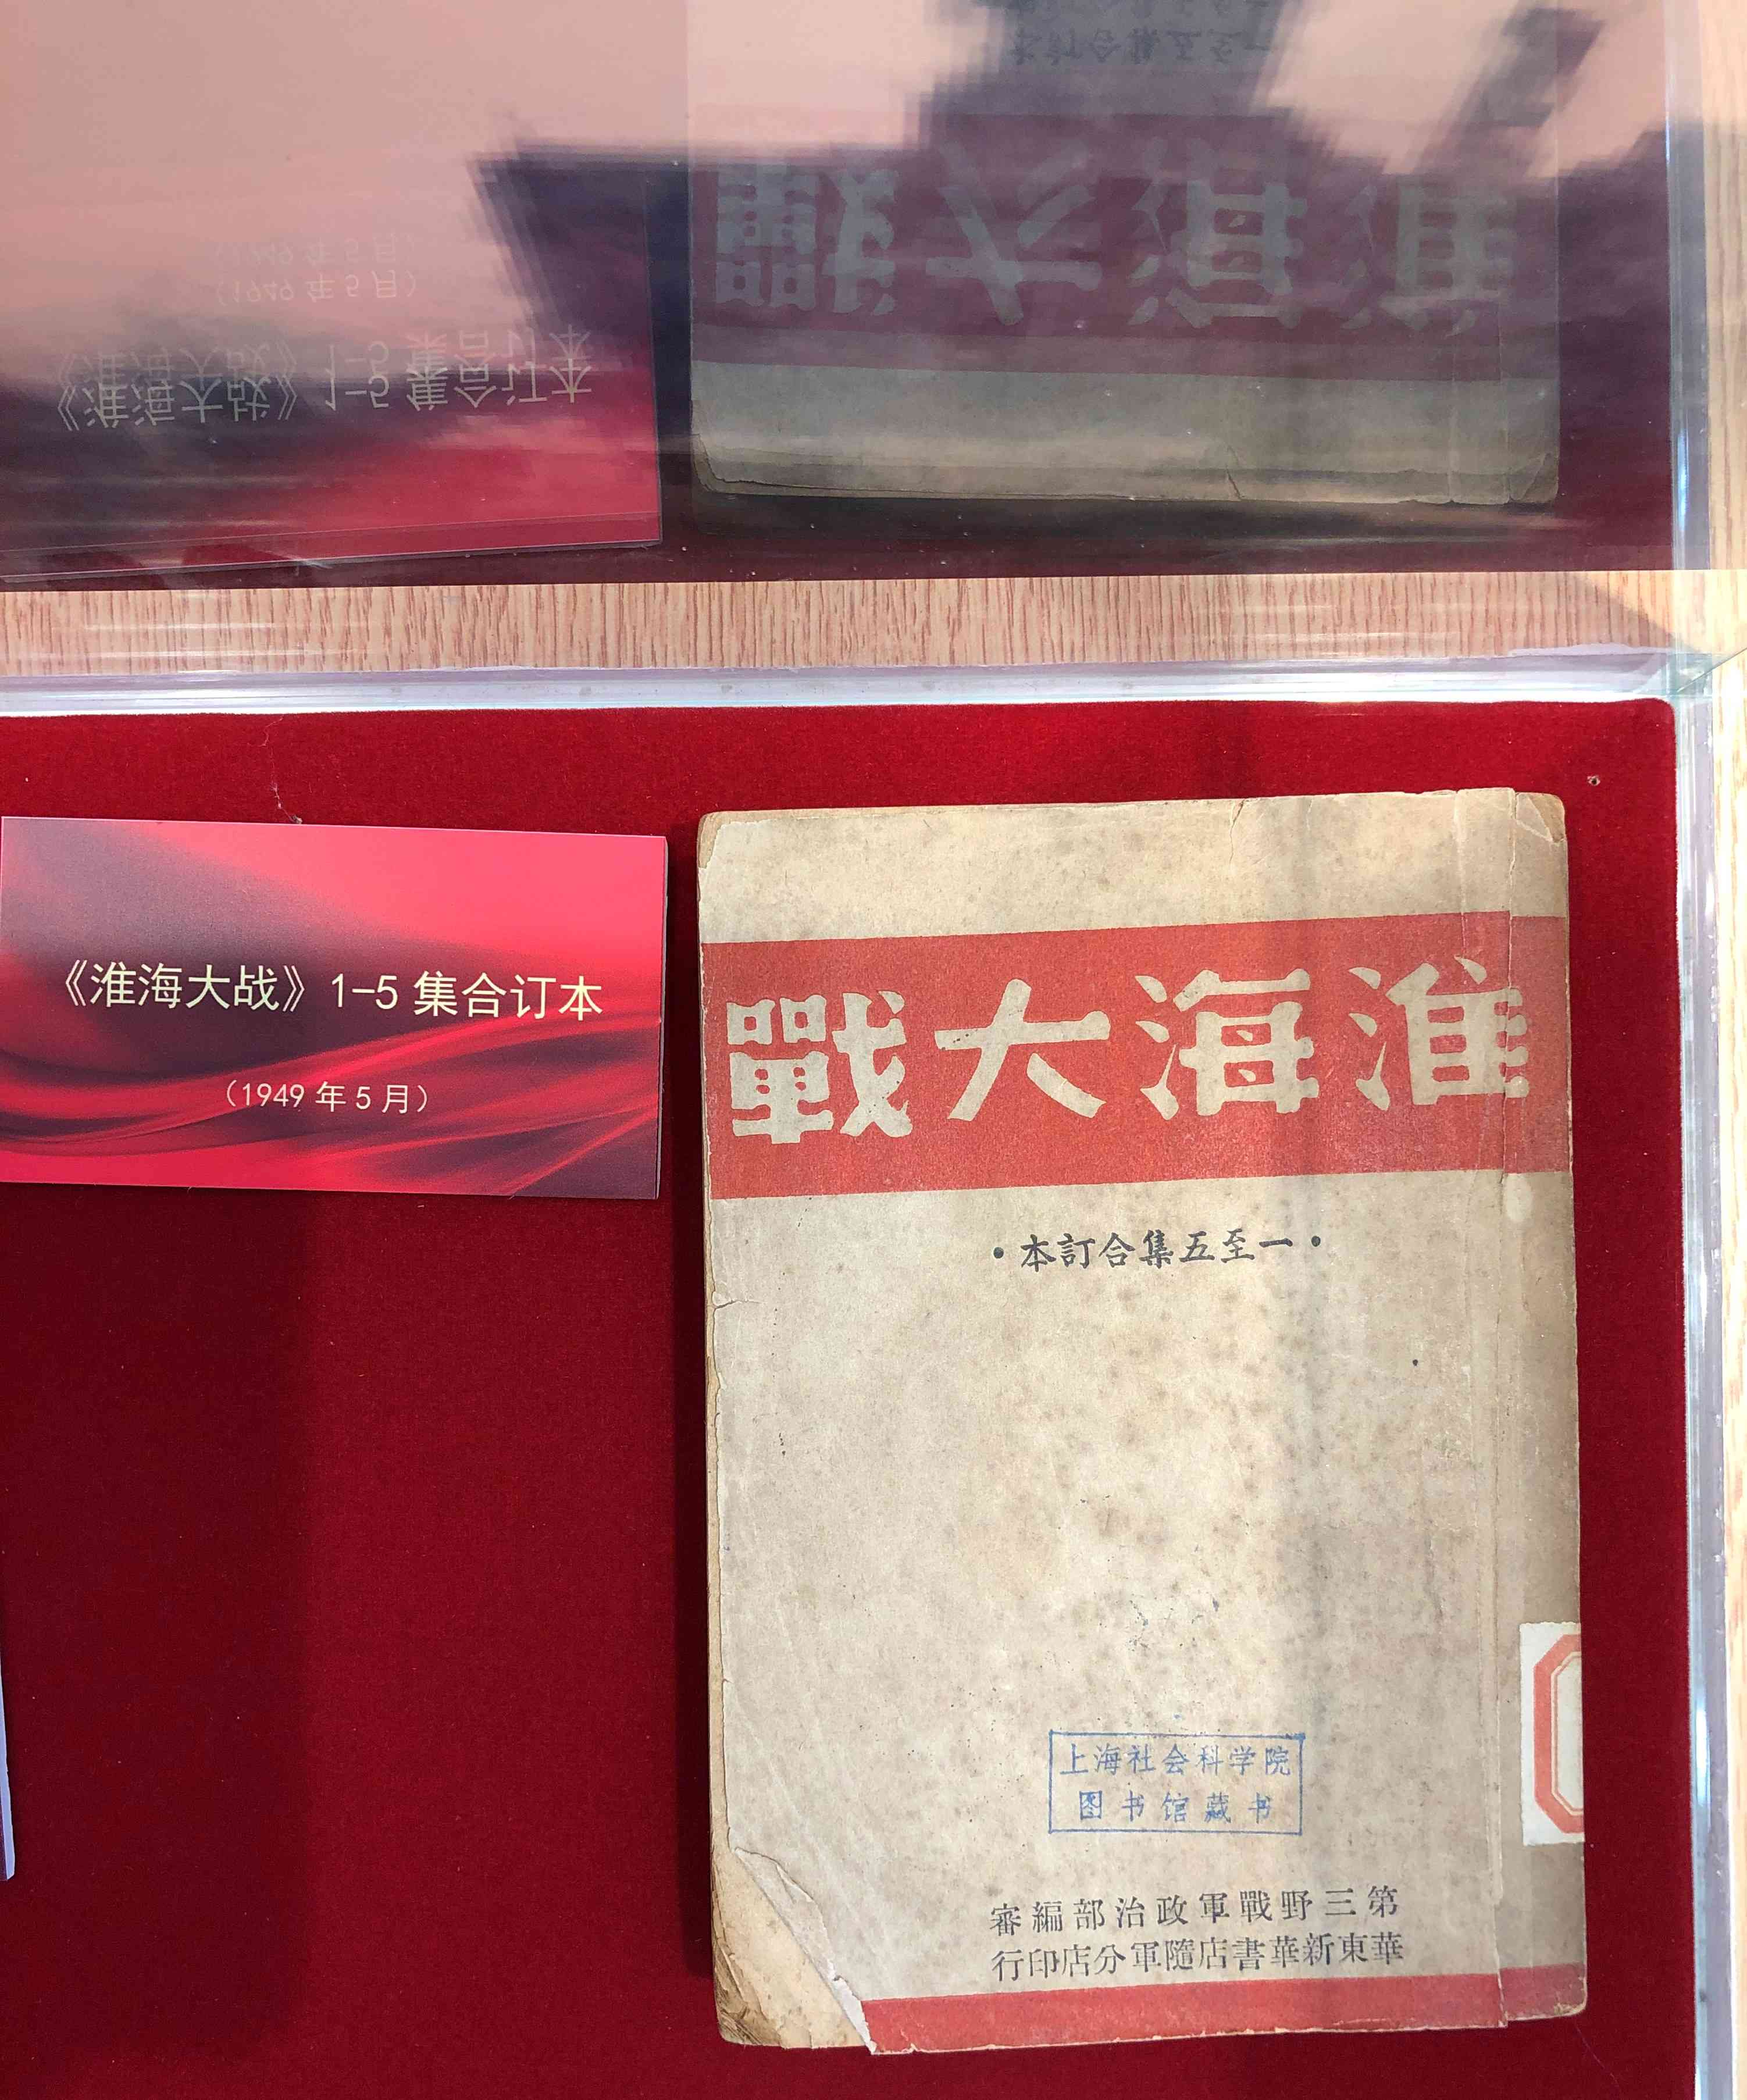 《淮海大战》1-5 集合订本
（1949 年 5 月）
淮海大戰
·一至五集合訂本·
上海社会科学院
图书馆藏书
第三野戰軍政治部編審
華東新華書店隨軍分店印行